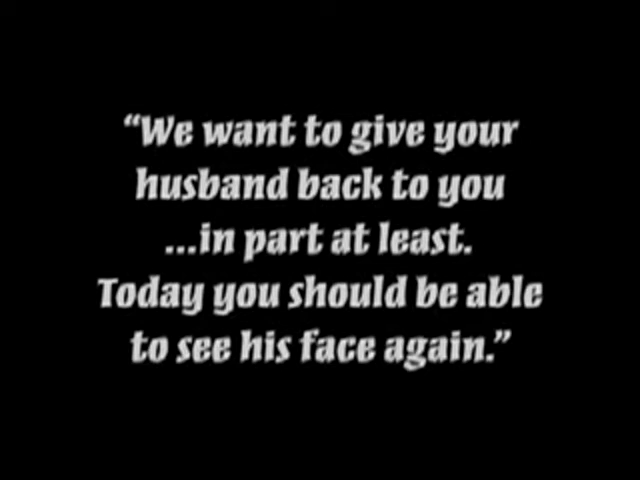 “We want to give your
husband back to you
...in part at least.
Today you should be able
to see his face again.”